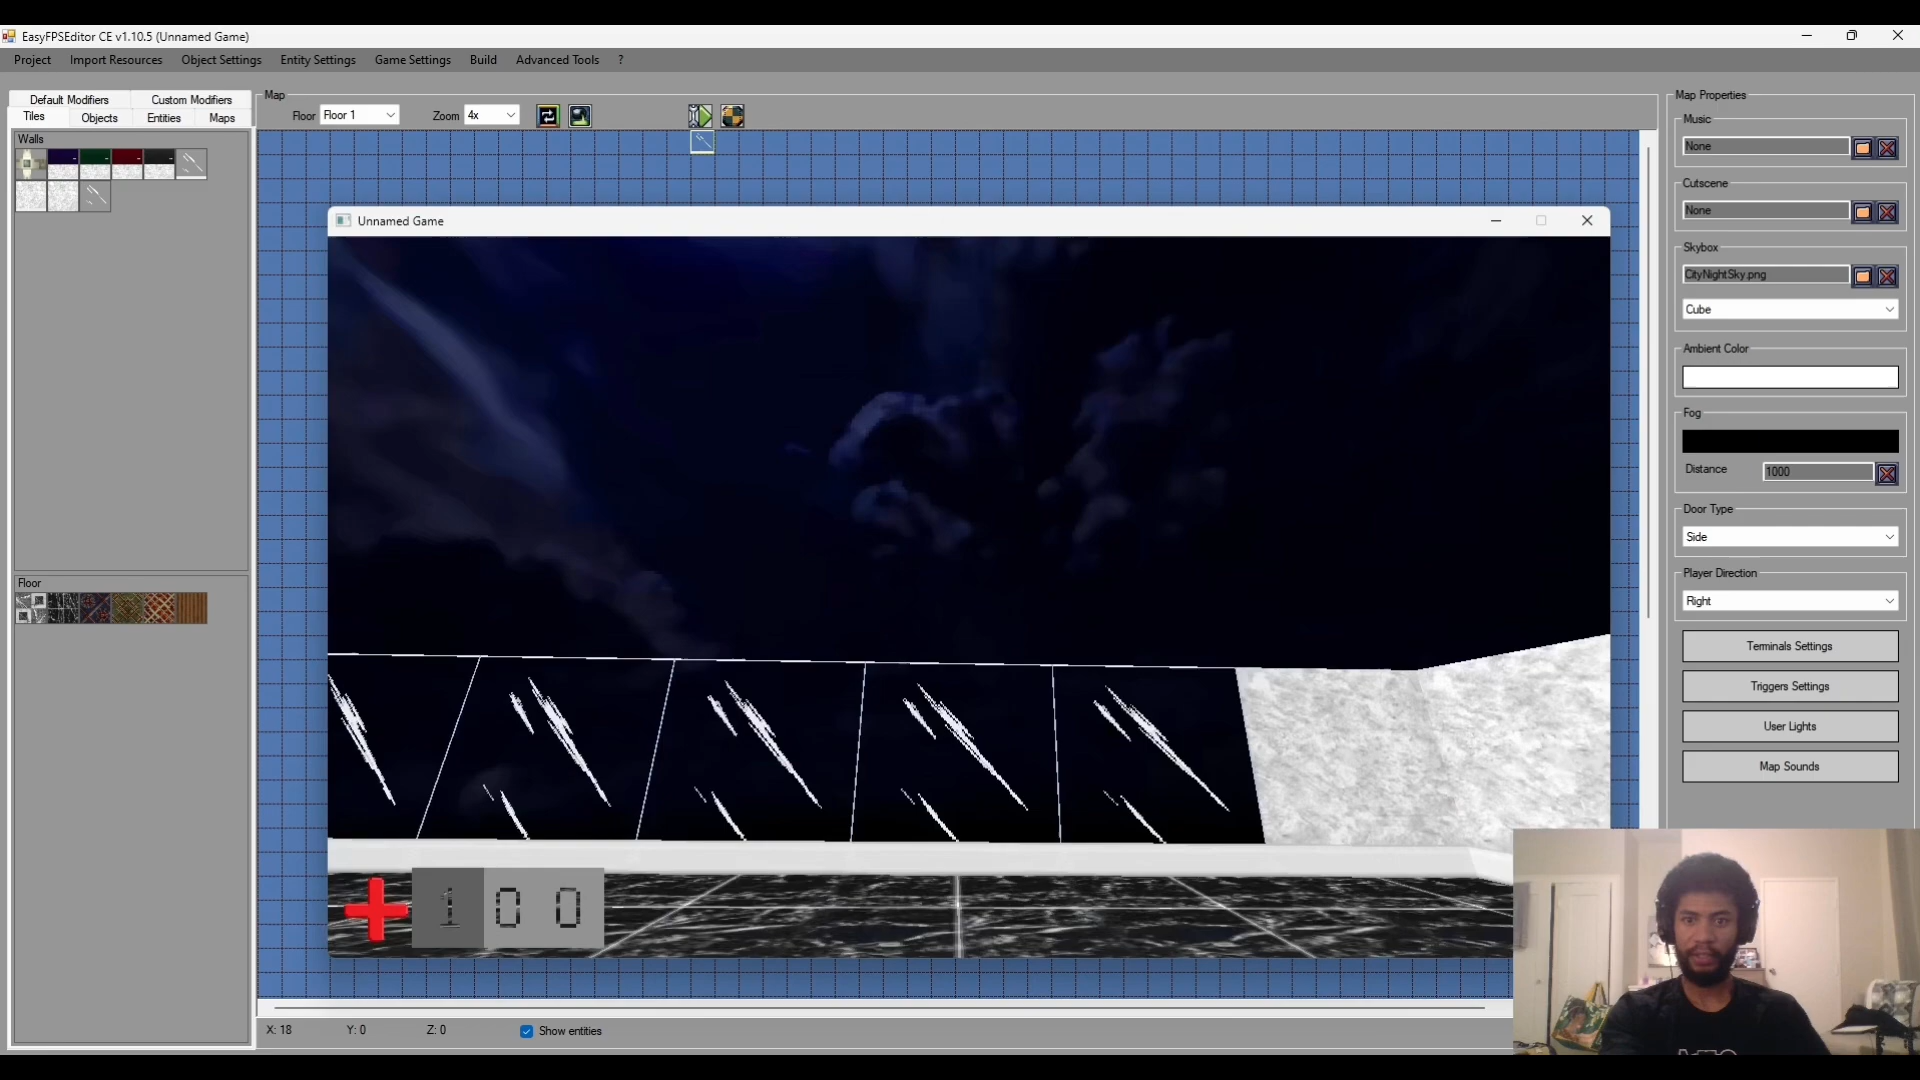 EasyFPSEditor CE v1.10.5 (Unnamed Game)
Project Import Resources Object Settings Entity Settings Game Settings Build Advanced Tools ?
Default Modifiers Custom Modifiers
Tiles Objects Entities Maps
Walls
Floor
Map
Floor Floor 1 Zoom 4x
Unnamed Game
100
X: 18 Y: 0 Z: 0 Show entities
Map Properties
Music
None
Cutscene
None
Skybox
CityNightSky.png
Cube
Ambient Color
Fog
Distance 1000
Door Type
Side
Player Direction
Right
Terminals Settings
Triggers Settings
User Lights
Map Sounds